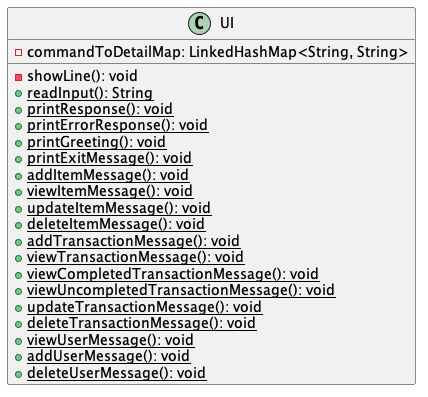 C UI
commandToDetailMap: LinkedHashMap<String, String>
showLine(): void
readInput(): String
printResponse(): void
printErrorResponse(): void
printGreeting(): void
printExitMessage(): void
addItemMessage(): void
viewItemMessage(): void
updateItemMessage(): void
deleteItemMessage(): void
addTransactionMessage(): void
viewTransactionMessage(): void
viewCompletedTransactionMessage(): void
viewUncompletedTransactionMessage(): void
updateTransactionMessage(): void
deleteTransactionMessage(): void
viewUserMessage(): void
addUserMessage(): void
deleteUserMessage(): void